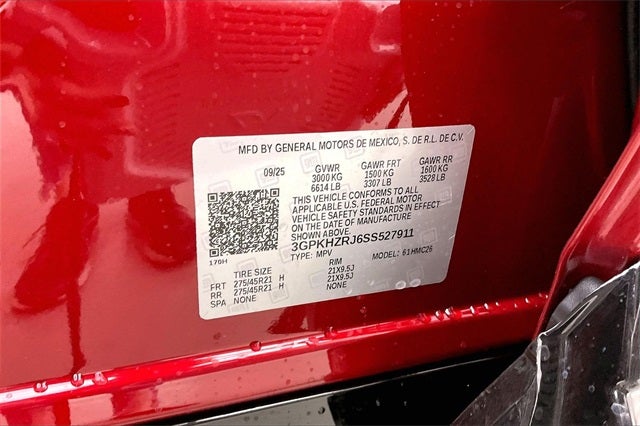 MFD BY GENERAL MOTORS DE MEXICO, S. DE R.L. DE C.V.
09/25 GVWR GAWR FRT GAWR RR
3000 KG 1500 KG 1600 KG
6614 LB 3307 LB 3528 LB
THIS VEHICLE CONFORMS TO ALL
APPLICABLE U.S. FEDERAL MOTOR
VEHICLE SAFETY STANDARDS IN EFFECT
ON THE DATE OF MANUFACTURE
SHOWN ABOVE.
3GPKHZRJ6SS527911
170H TYPE: MPV MODEL: 61HMC26
TIRE SIZE RIM
FRT 275/45R21 H 21X9.5J
RR 275/45R21 H 21X9.5J
SPA NONE NONE